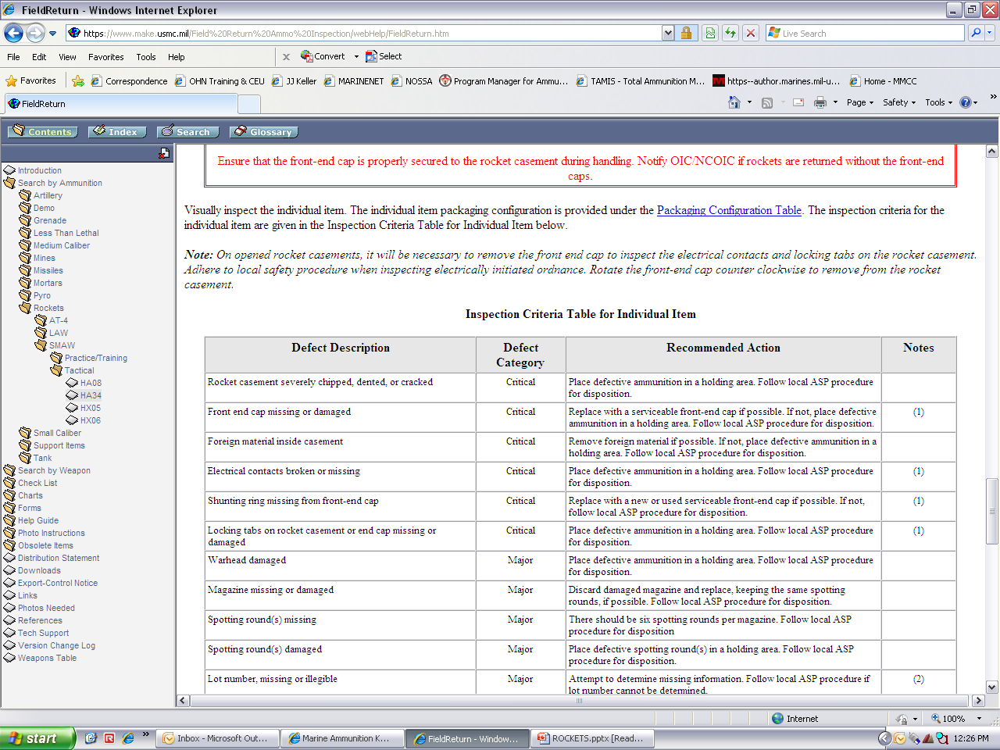 FieldReturn - Windows Internet Explorer
https://www.make.usmc.mil/Field%20Return%20Ammo%20Inspection/webHelp/FieldReturn.htm
Live Search
File Edit View Favorites Tools Help
x Convert Select
Favorites Correspondence OHN Training & CEU JJ Keller MARINENET NOSSA Program Manager for Ammu... TAMIS - Total Ammunition M... https--author.marines.mil-u... Home - MMCC
FieldReturn
Page Safety Tools
Contents Index Search Glossary
Introduction
Search by Ammunition
Artillery
Demo
Grenade
Less Than Lethal
Medium Caliber
Mines
Missiles
Mortars
Pyro
Rockets
AT-4
LAW
SMAW
Practice/Training
Tactical
HA08
HA34
HX05
HX06
Small Caliber
Support Items
Tank
Search by Weapon
Check List
Charts
Forms
Help Guide
Photo Instructions
Obsolete Items
Distribution Statement
Downloads
Export-Control Notice
Links
Photos Needed
References
Tech Support
Version Change Log
Weapons Table
Ensure that the front-end cap is properly secured to the rocket casement during handling. Notify OIC/NCOIC if rockets are returned without the front-end
caps.
Visually inspect the individual item. The individual item packaging configuration is provided under the Packaging Configuration Table. The inspection criteria for the
individual item are given in the Inspection Criteria Table for Individual Item below.
Note: On opened rocket casements, it will be necessary to remove the front end cap to inspect the electrical contacts and locking tabs on the rocket casement.
Adhere to local safety procedure when inspecting electrically initiated ordnance. Rotate the front-end cap counter clockwise to remove from the rocket
casement.
Inspection Criteria Table for Individual Item
Defect Description Defect Recommended Action Notes
Category
Rocket casement severely chipped, dented, or cracked Critical Place defective ammunition in a holding area. Follow local ASP procedure
for disposition.
Front end cap missing or damaged Critical Replace with a serviceable front-end cap if possible. If not, place defective (1)
ammunition in a holding area. Follow local ASP procedure for disposition.
Foreign material inside casement Critical Remove foreign material if possible. If not, place defective ammunition in a
holding area. Follow local ASP procedure for disposition.
Electrical contacts broken or missing Critical Place defective ammunition in a holding area. Follow local ASP procedure (1)
for disposition.
Shunting ring missing from front-end cap Critical Replace with a new or used serviceable front-end cap if possible. If not, (1)
follow local ASP procedure for disposition.
Locking tabs on rocket casement or end cap missing or Critical Place defective ammunition in a holding area. Follow local ASP procedure (1)
damaged for disposition.
Warhead damaged Major Place defective ammunition in a holding area. Follow local ASP procedure
for disposition.
Magazine missing or damaged Major Discard damaged magazine and replace, keeping the same spotting
rounds, if possible. Follow local ASP procedure for disposition.
Spotting round(s) missing Major There should be six spotting rounds per magazine. Follow local ASP
procedure for disposition
Spotting round(s) damaged Major Place defective spotting round(s) in a holding area. Follow local ASP
procedure for disposition.
Lot number, missing or illegible Major Attempt to determine missing information. Follow local ASP procedure if (2)
lot number cannot be determined.
Internet 100%
start Inbox - Microsoft Out... Marine Ammunition K... FieldReturn - Window... ROCKETS.pptx [Read... 12:26 PM